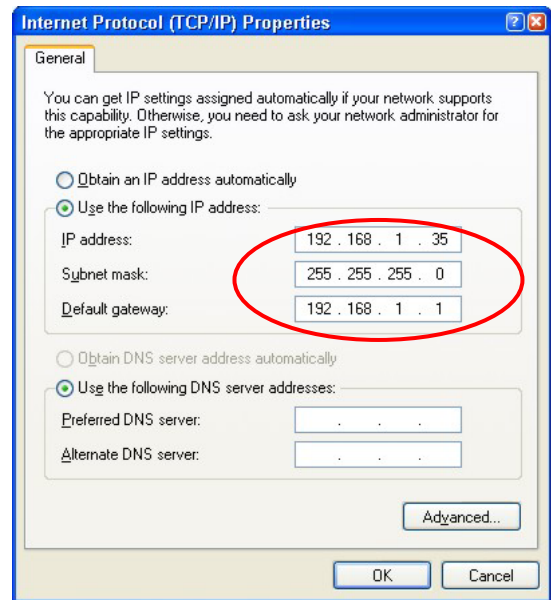 Internet Protocol (TCP/IP) Properties
General
You can get IP settings assigned automatically if your network supports
this capability. Otherwise, you need to ask your network administrator for
the appropriate IP settings.
Obtain an IP address automatically
Use the following IP address:
IP address: 192 . 168 . 1 . 35
Subnet mask: 255 . 255 . 255 . 0
Default gateway: 192 . 168 . 1 . 1
Obtain DNS server address automatically
Use the following DNS server addresses:
Preferred DNS server: . . .
Alternate DNS server: . . .
Advanced...
OK Cancel